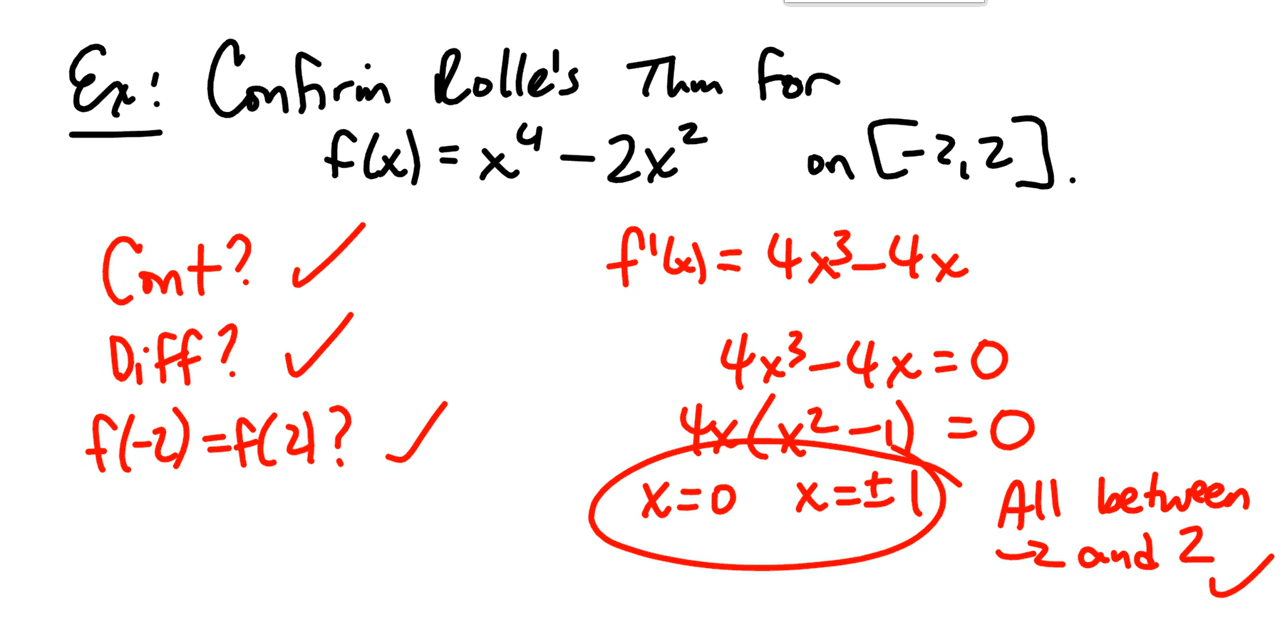 Ex: Confirm Rolle's Thm for
f(x) = x⁴ – 2x² on [-2, 2].
Cont? ✓
Diff? ✓
f(-2) = f(2)? ✓
f'(x) = 4x³ – 4x
4x³ – 4x = 0
4x(x² – 1) = 0
x = 0 x = ± 1
All between
-2 and 2 ✓